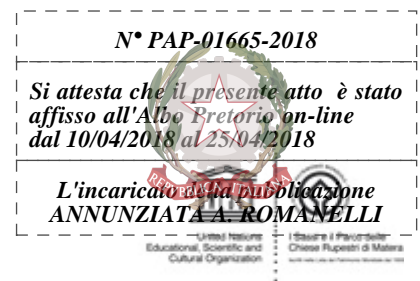 N° PAP-01665-2018
Si attesta che il presente atto è stato
affisso all'Albo Pretorio on-line
dal 10/04/2018 al 25/04/2018
L'incaricato della pubblicazione
ANNUNZIATA A. ROMANELLI
REPVBBLICA ITALIANA
United Nations
Educational, Scientific and
Cultural Organization
I Sassi e il Parco delle
Chiese Rupestri di Matera